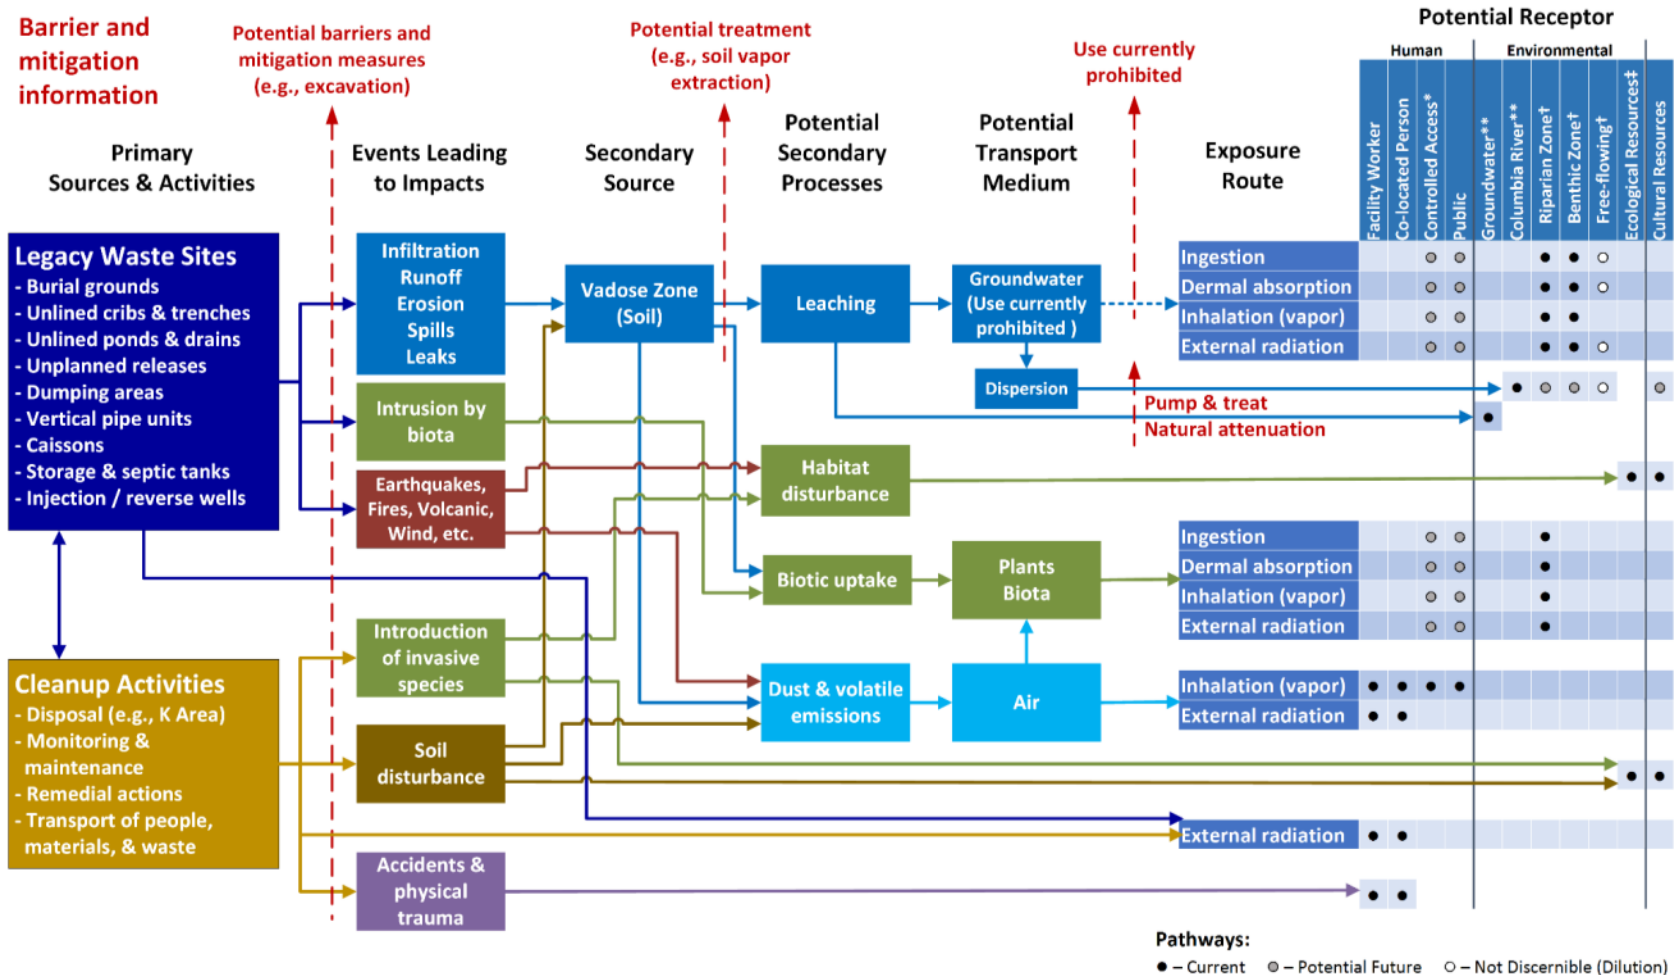 Barrier and
mitigation
information
Potential barriers and
mitigation measures
(e.g., excavation)
Potential treatment
(e.g., soil vapor
extraction)
Use currently
prohibited
Potential Receptor
Human
Environmental
Primary
Sources & Activities
Events Leading
to Impacts
Secondary
Source
Potential
Secondary
Processes
Potential
Transport
Medium
Exposure
Route
Facility Worker
Co-located Person
Controlled Access*
Public
Groundwater**
Columbia River**
Riparian Zone†
Benthic Zone†
Free-flowing†
Ecological Resources‡
Cultural Resources
Legacy Waste Sites
- Burial grounds
- Unlined cribs & trenches
- Unlined ponds & drains
- Unplanned releases
- Dumping areas
- Vertical pipe units
- Caissons
- Storage & septic tanks
- Injection / reverse wells
Infiltration
Runoff
Erosion
Spills
Leaks
Vadose Zone
(Soil)
Leaching
Groundwater
(Use currently
prohibited )
Ingestion
Dermal absorption
Inhalation (vapor)
External radiation
Dispersion
Pump & treat
Natural attenuation
Intrusion by
biota
Earthquakes,
Fires, Volcanic,
Wind, etc.
Habitat
disturbance
Biotic uptake
Plants
Biota
Ingestion
Dermal absorption
Inhalation (vapor)
External radiation
Cleanup Activities
- Disposal (e.g., K Area)
- Monitoring &
maintenance
- Remedial actions
- Transport of people,
materials, & waste
Introduction
of invasive
species
Soil
disturbance
Dust & volatile
emissions
Air
Inhalation (vapor)
External radiation
External radiation
Accidents &
physical
trauma
Pathways:
– Current
– Potential Future
– Not Discernible (Dilution)